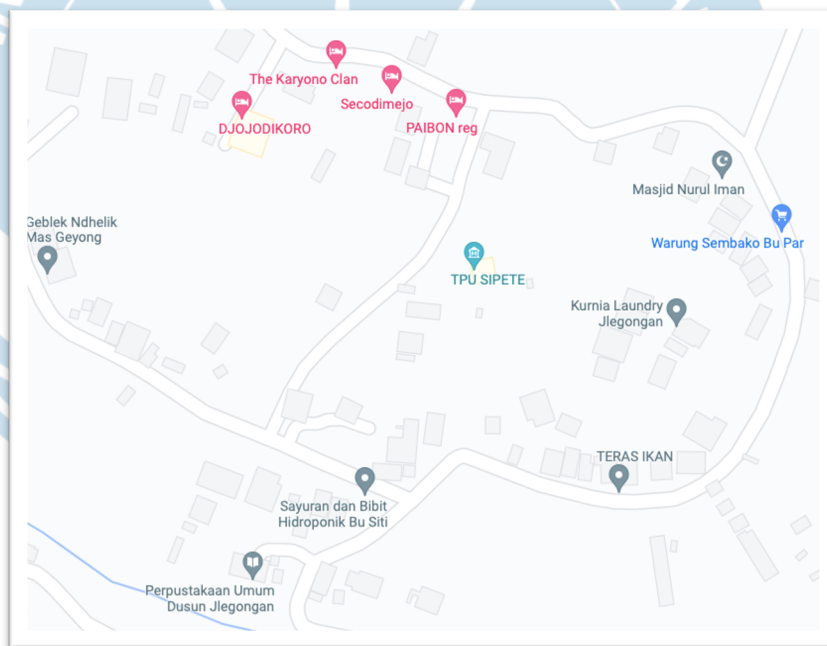 The Karyono Clan
Secodimejo
DJOJODIKORO
PAIBON reg
Masjid Nurul Iman
Geblek Ndhelik
Mas Geyong
Warung Sembako Bu Par
TPU SIPETE
Kurnia Laundry
Jlegongan
TERAS IKAN
Sayuran dan Bibit
Hidroponik Bu Siti
Perpustakaan Umum
Dusun Jlegongan